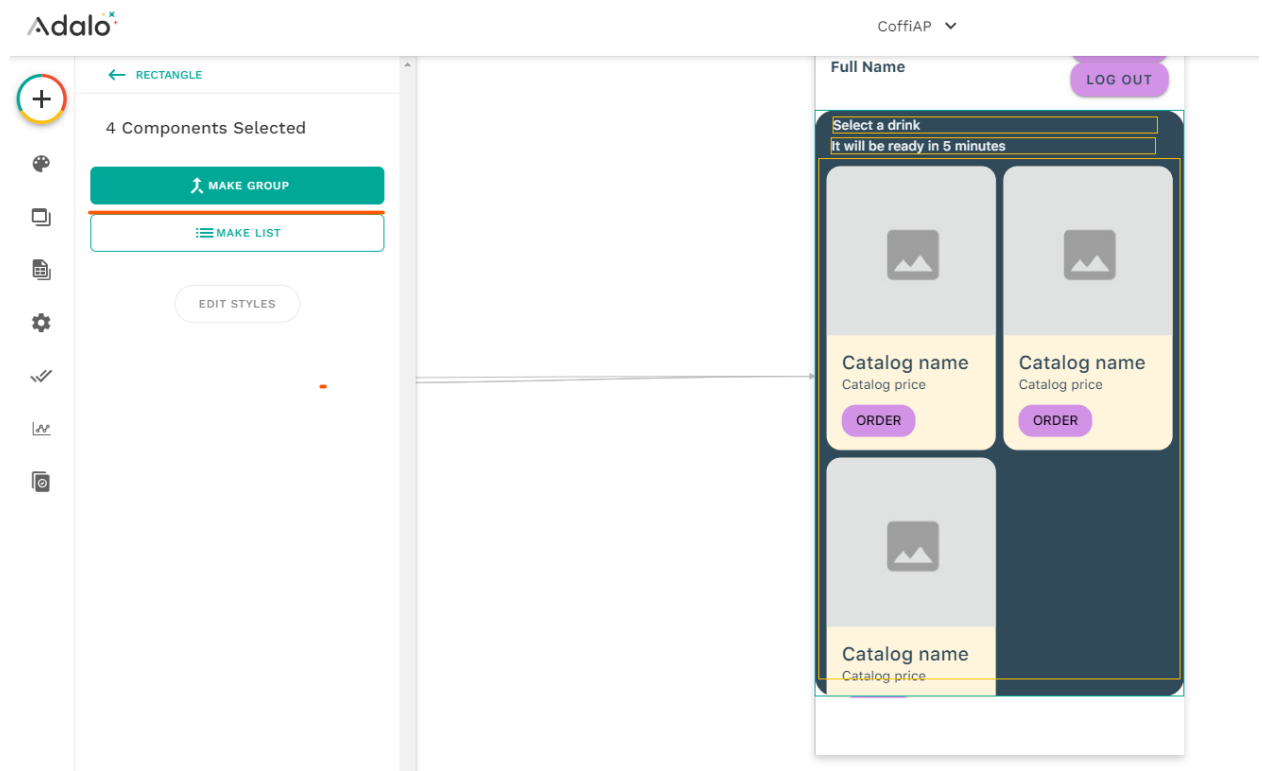 Adalo
CoffiAP
RECTANGLE
4 Components Selected
MAKE GROUP
MAKE LIST
EDIT STYLES
Full Name
LOG OUT
Select a drink
It will be ready in 5 minutes
Catalog name
Catalog price
ORDER
Catalog name
Catalog price
ORDER
Catalog name
Catalog price